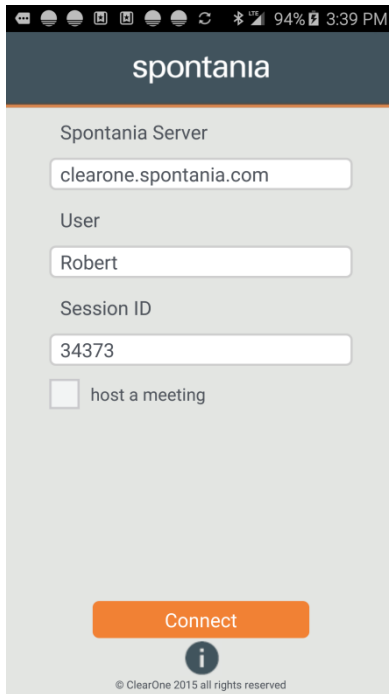 LTE 94% 3:39 PM
spontania
Spontania Server
clearone.spontania.com
User
Robert
Session ID
34373
host a meeting
Connect
i
© ClearOne 2015 all rights reserved